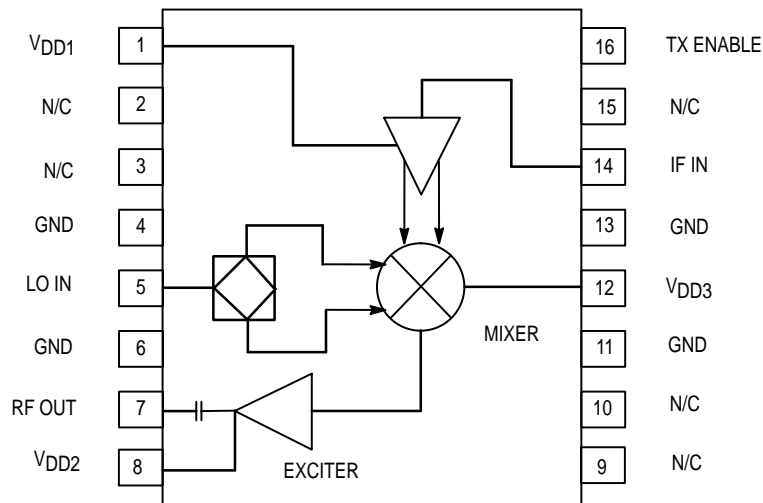 VDD1 1
N/C 2
N/C 3
GND 4
LO IN 5
GND 6
RF OUT 7
VDD2 8
16 TX ENABLE
15 N/C
14 IF IN
13 GND
12 VDD3
11 GND
10 N/C
9 N/C
MIXER
EXCITER